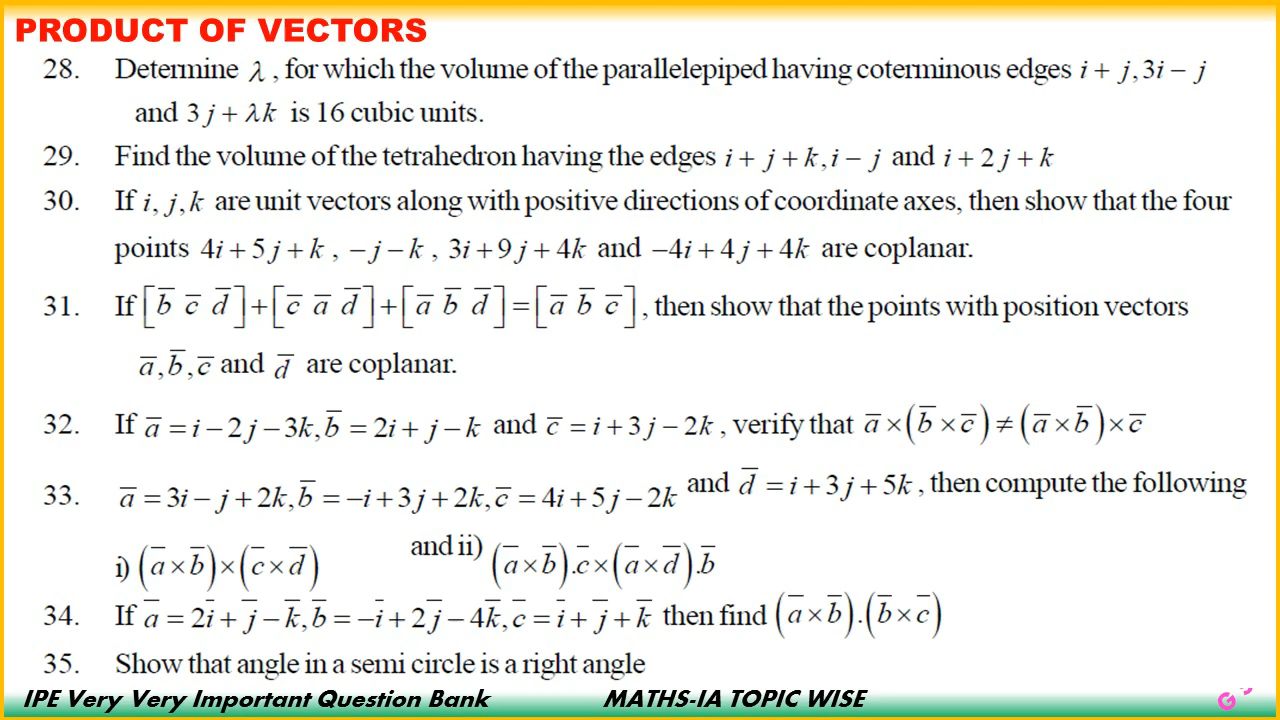 PRODUCT OF VECTORS
28. Determine λ, for which the volume of the parallelepiped having coterminous edges i + j, 3i − j
and 3j + λk is 16 cubic units.
29. Find the volume of the tetrahedron having the edges i + j + k, i − j and i + 2j + k
30. If i, j, k are unit vectors along with positive directions of coordinate axes, then show that the four
points 4i + 5j + k, −j − k, 3i + 9j + 4k and −4i + 4j + 4k are coplanar.
31. If [b̅ c̅ d̅] + [c̅ a̅ d̅] + [a̅ b̅ d̅] = [a̅ b̅ c̅], then show that the points with position vectors
a̅, b̅, c̅ and d̅ are coplanar.
32. If a̅ = i − 2j − 3k, b̅ = 2i + j − k and c̅ = i + 3j − 2k, verify that a̅ × (b̅ × c̅) ≠ (a̅ × b̅) × c̅
33. a̅ = 3i − j + 2k, b̅ = −i + 3j + 2k, c̅ = 4i + 5j − 2k and d̅ = i + 3j + 5k, then compute the following
i) (a̅ × b̅) × (c̅ × d̅) and ii) (a̅ × b̅).c̅ × (a̅ × d̅).b̅
34. If a̅ = 2i̅ + j̅ − k̅, b̅ = −i̅ + 2j̅ − 4k̅, c̅ = i̅ + j̅ + k̅ then find (a̅ × b̅).(b̅ × c̅)
35. Show that angle in a semi circle is a right angle
IPE Very Very Important Question Bank MATHS-IA TOPIC WISE